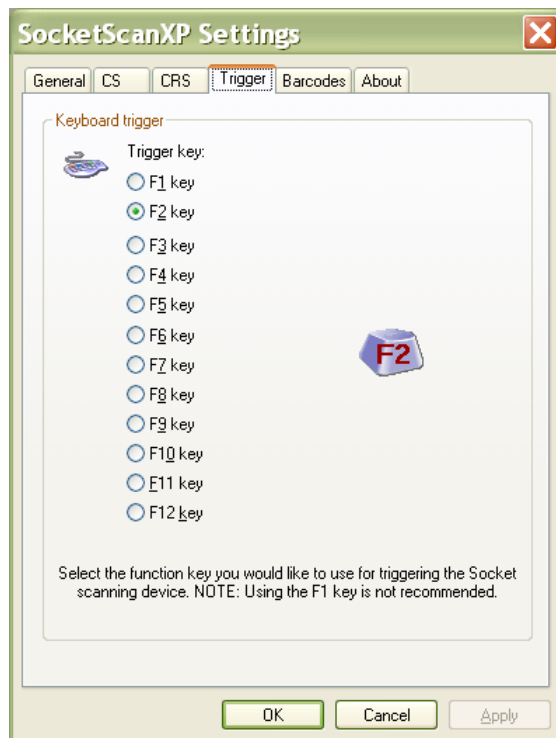 SocketScanXP Settings
General CS CRS Trigger Barcodes About
Keyboard trigger
Trigger key:
F1 key
F2 key
F3 key
F4 key
F5 key
F2
F6 key
F7 key
F8 key
F9 key
F10 key
F11 key
F12 key
Select the function key you would like to use for triggering the Socket
scanning device. NOTE: Using the F1 key is not recommended.
OK Cancel Apply